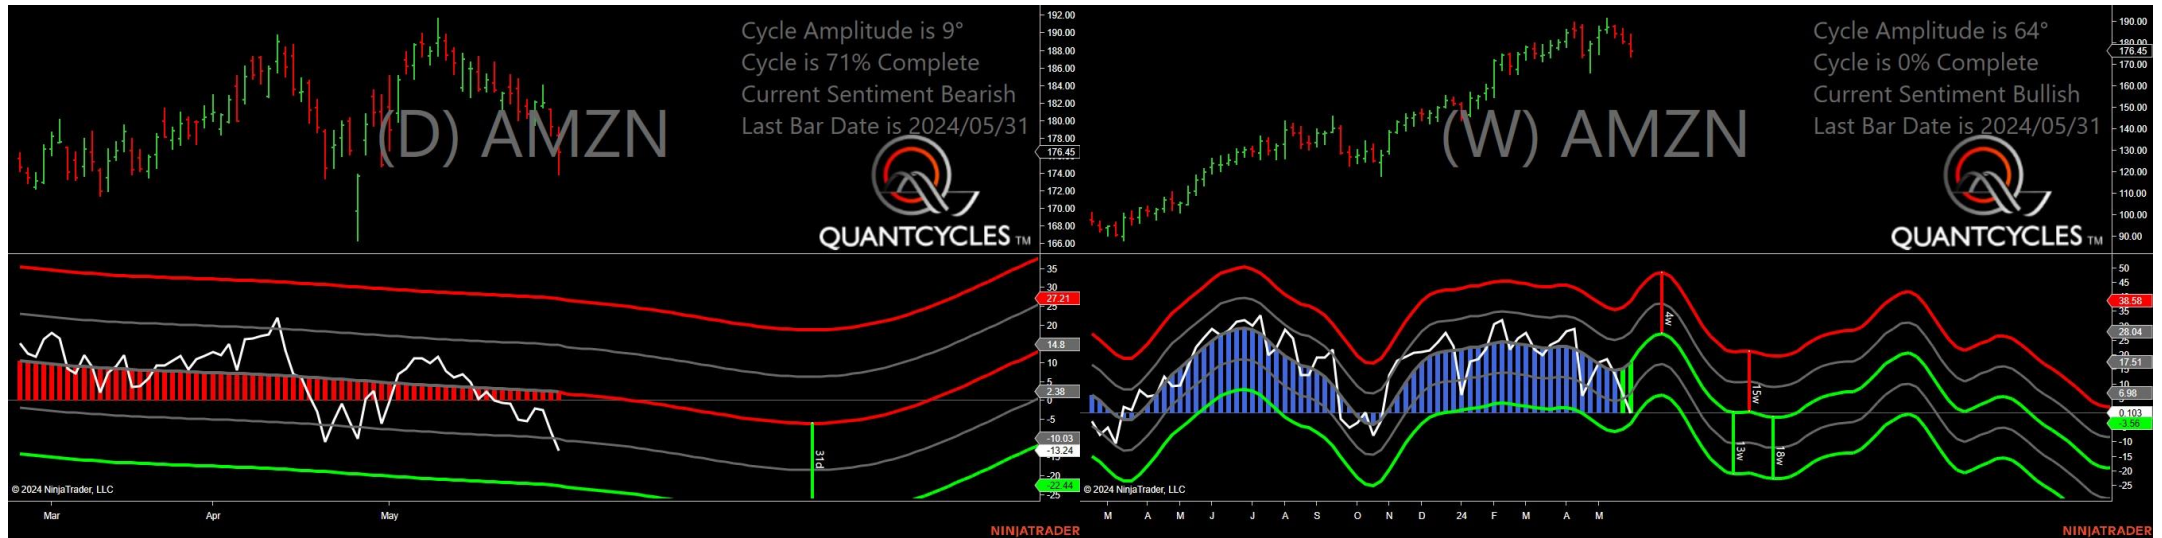 Cycle Amplitude is 9°
Cycle is 71% Complete
Current Sentiment Bearish
Last Bar Date is 2024/05/31
(D) AMZN
QUANTCYCLES TM
192.00
190.00
188.00
186.00
184.00
182.00
180.00
178.00
176.45
174.00
172.00
170.00
168.00
166.00
35
30
27.21
25
20
14.8
10
5
2.38
0
-5
-10.03
-13.24
-20
-22.44
-25
31d
© 2024 NinjaTrader, LLC
Mar
Apr
May
NINJATRADER
Cycle Amplitude is 64°
Cycle is 0% Complete
Current Sentiment Bullish
Last Bar Date is 2024/05/31
(W) AMZN
QUANTCYCLES TM
190.00
180.00
176.45
170.00
160.00
150.00
140.00
130.00
120.00
110.00
100.00
90.00
50
45
38.58
35
28.04
25
20
17.51
15
10
6.98
0.103
-3.56
-10
-15
-20
-25
4w
15w
13w
18w
© 2024 NinjaTrader, LLC
M A M J J A S O N D 24 F M A M
NINJATRADER